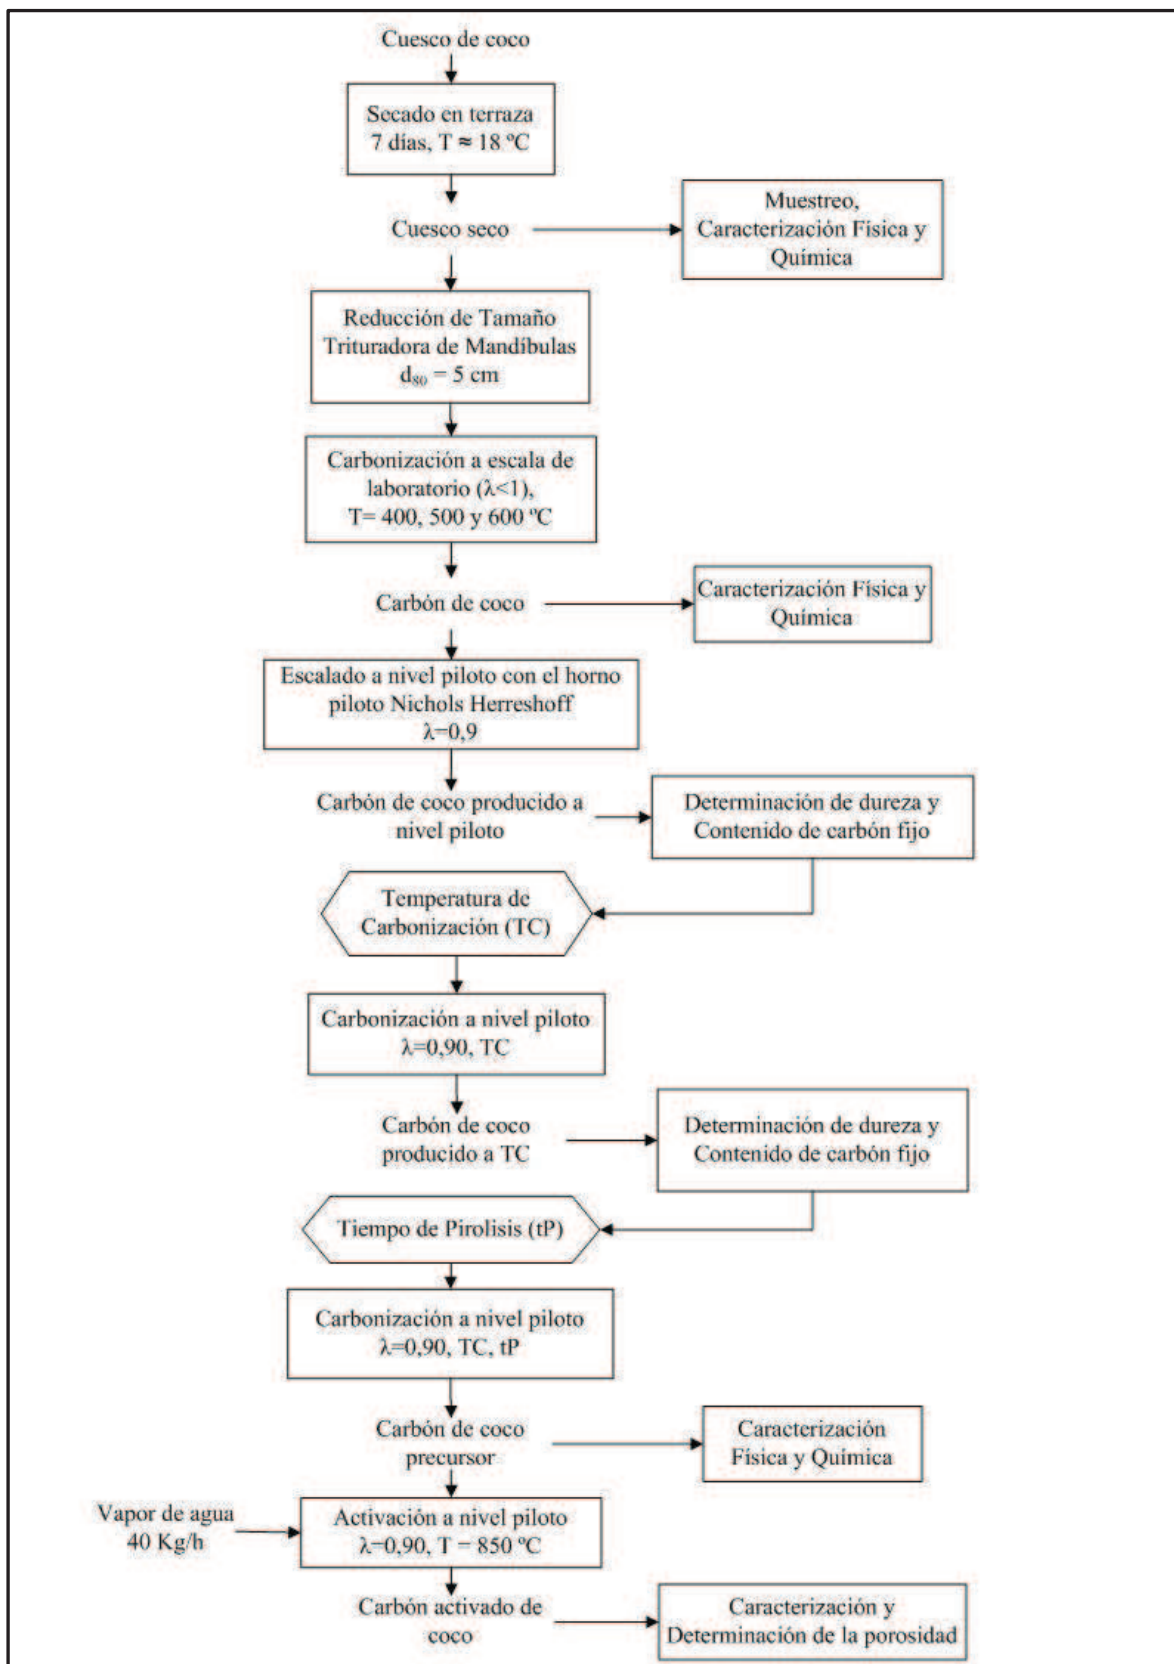 Cuesco de coco
Secado en terraza
7 días, T ≈ 18 ºC
Cuesco seco
Muestreo,
Caracterización Física y
Química
Reducción de Tamaño
Trituradora de Mandíbulas
d₈₀ = 5 cm
Carbonización a escala de
laboratorio (λ<1),
T= 400, 500 y 600 ºC
Carbón de coco
Caracterización Física y
Química
Escalado a nivel piloto con el horno
piloto Nichols Herreshoff
λ=0,9
Carbón de coco producido a
nivel piloto
Determinación de dureza y
Contenido de carbón fijo
Temperatura de
Carbonización (TC)
Carbonización a nivel piloto
λ=0,90, TC
Carbón de coco
producido a TC
Determinación de dureza y
Contenido de carbón fijo
Tiempo de Pirolisis (tP)
Carbonización a nivel piloto
λ=0,90, TC, tP
Carbón de coco
precursor
Caracterización
Física y Química
Vapor de agua
40 Kg/h
Activación a nivel piloto
λ=0,90, T = 850 ºC
Carbón activado de
coco
Caracterización y
Determinación de la porosidad